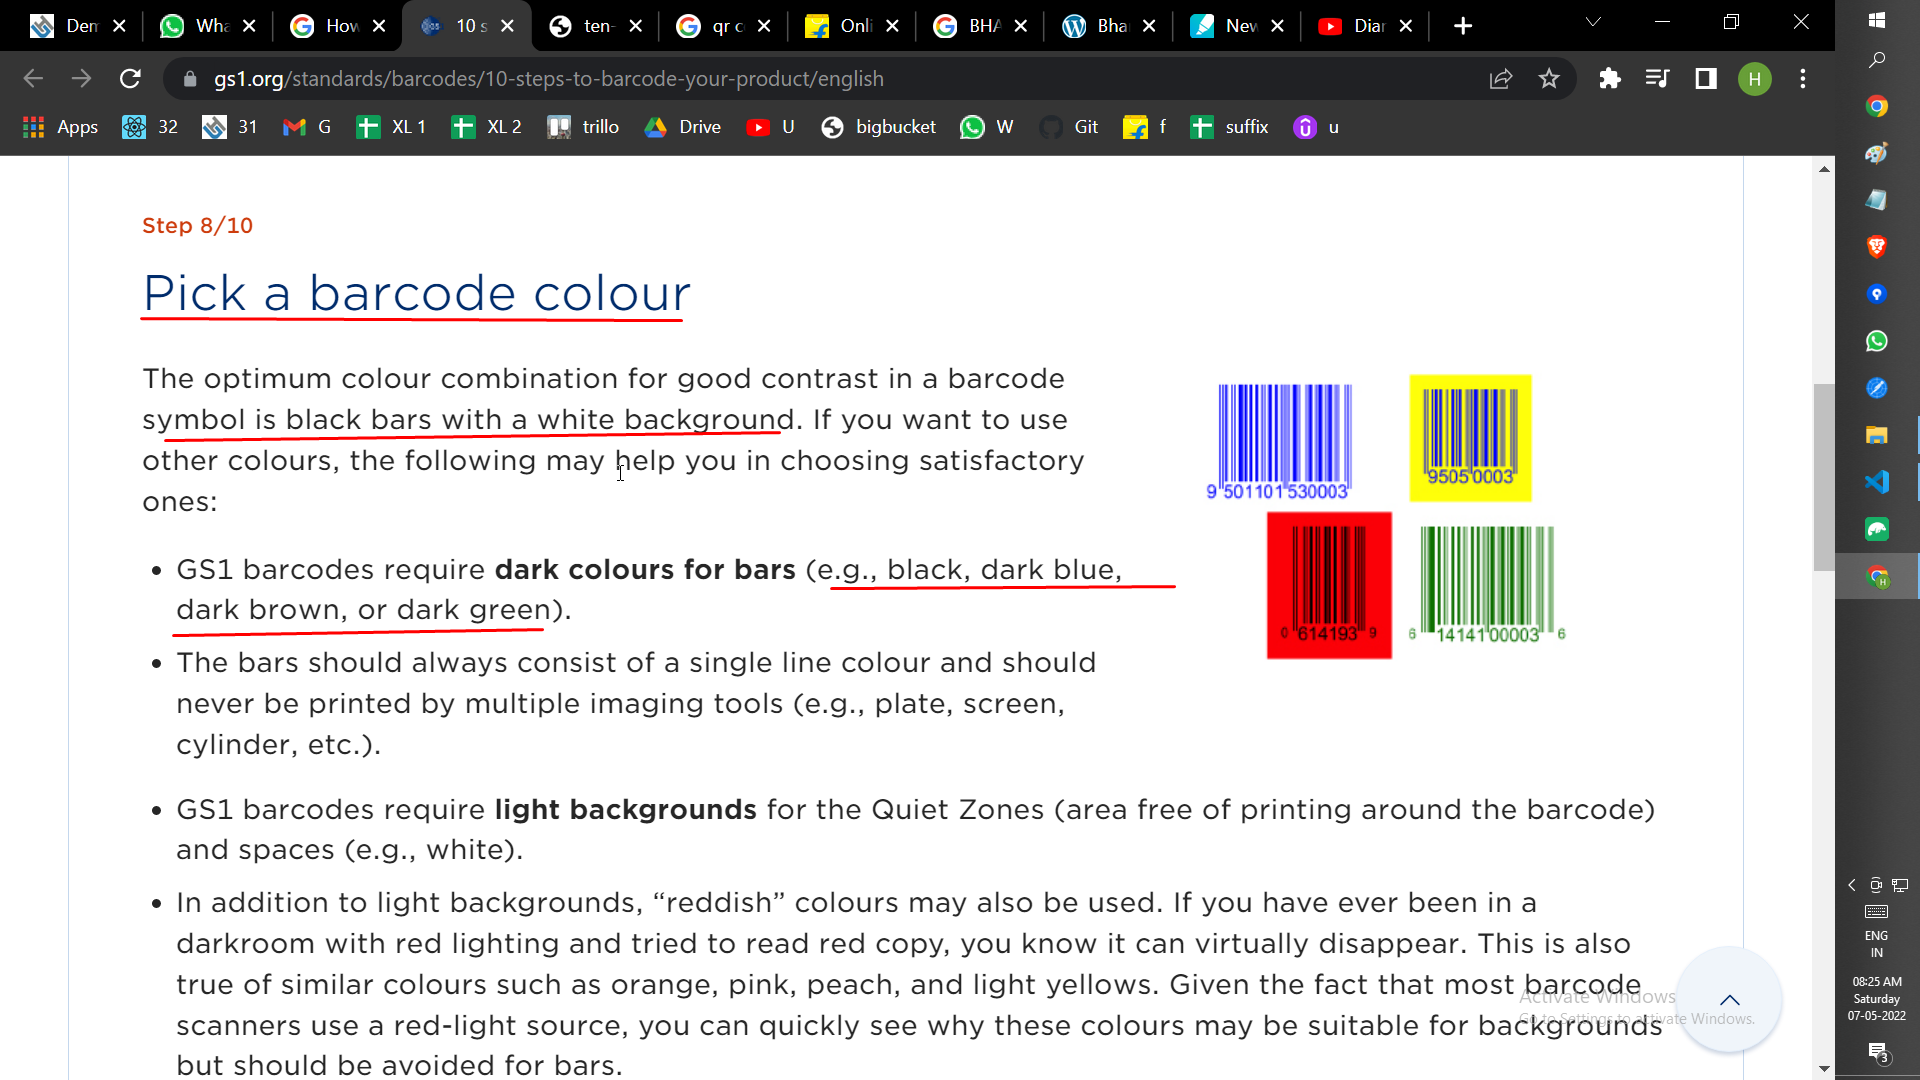 Den
Wha
How
10 s
ten-
qr c
Onli
BHA
Bha
New
Diar
gs1.org/standards/barcodes/10-steps-to-barcode-your-product/english
H
Apps
32
31
G
XL 1
XL 2
trillo
Drive
U
bigbucket
W
Git
f
suffix
u
Step 8/10
Pick a barcode colour
The optimum colour combination for good contrast in a barcode
symbol is black bars with a white background. If you want to use
other colours, the following may help you in choosing satisfactory
ones:
9 501101 530003
9505 0003
0 614193 9
6 14141 00003 6
• GS1 barcodes require dark colours for bars (e.g., black, dark blue,
dark brown, or dark green).
• The bars should always consist of a single line colour and should
never be printed by multiple imaging tools (e.g., plate, screen,
cylinder, etc.).
• GS1 barcodes require light backgrounds for the Quiet Zones (area free of printing around the barcode)
and spaces (e.g., white).
• In addition to light backgrounds, “reddish” colours may also be used. If you have ever been in a
darkroom with red lighting and tried to read red copy, you know it can virtually disappear. This is also
true of similar colours such as orange, pink, peach, and light yellows. Given the fact that most barcode
scanners use a red-light source, you can quickly see why these colours may be suitable for backgrounds
but should be avoided for bars.
Activate Windows
Go to Settings to activate Windows.
ENG
IN
08:25 AM
Saturday
07-05-2022
3